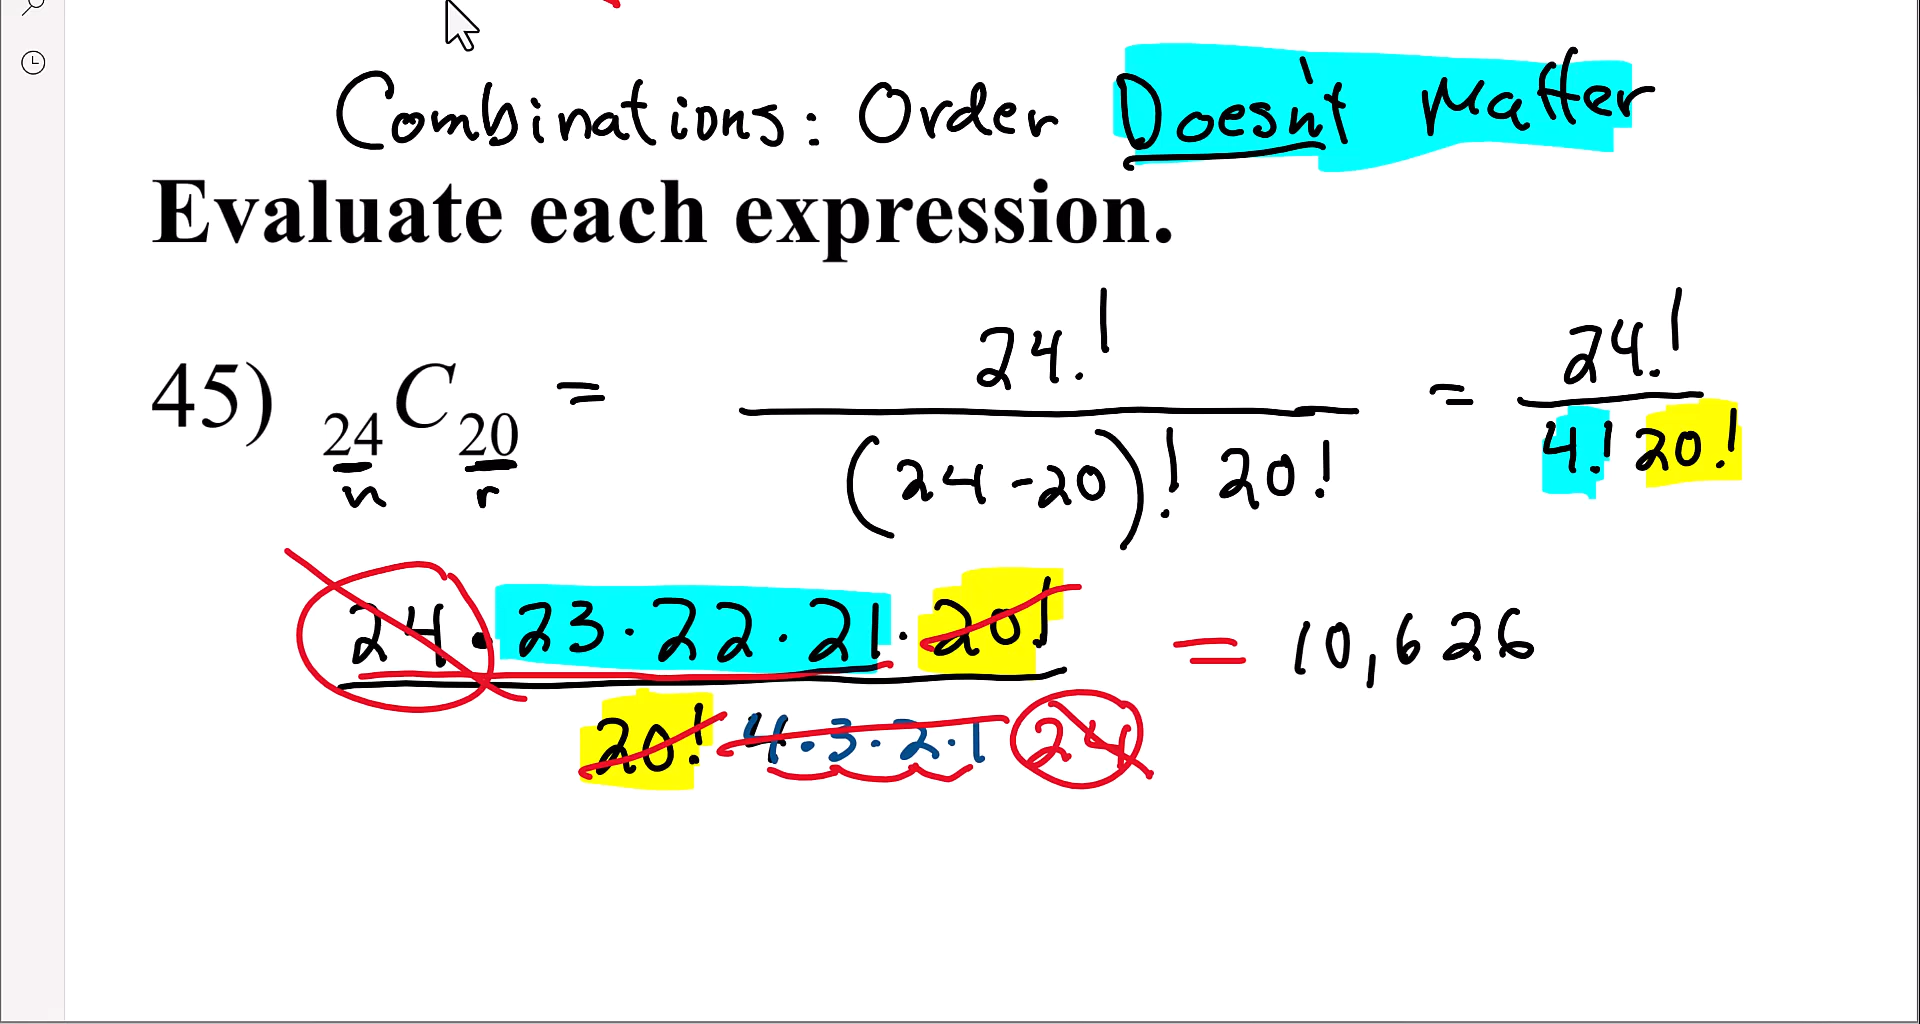 Combinations: Order Doesn't Matter
Evaluate each expression.
45) 24C20 = 24! / (24-20)! 20! = 24! / 4! 20!
n r
24 · 23 · 22 · 21 · 20! = 10,626
20! 4 · 3 · 2 · 1 24